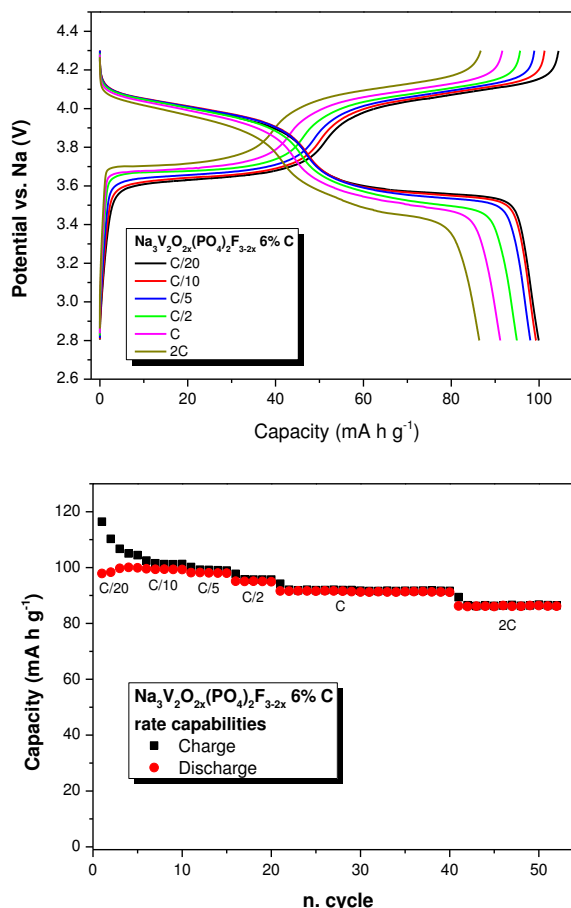 4.4
4.2
4.0
3.8
3.6
3.4
3.2
3.0
2.8
2.6
Potential vs. Na (V)
Na₃V₂O₂ₓ(PO₄)₂F₃₋₂ₓ 6% C
C/20
C/10
C/5
C/2
C
2C
0 20 40 60 80 100
Capacity (mA h g⁻¹)
120
100
80
60
40
20
0
Capacity (mA h g⁻¹)
C/20
C/10
C/5
C/2
C
2C
Na₃V₂O₂ₓ(PO₄)₂F₃₋₂ₓ 6% C
rate capabilities
Charge
Discharge
0 10 20 30 40 50
n. cycle